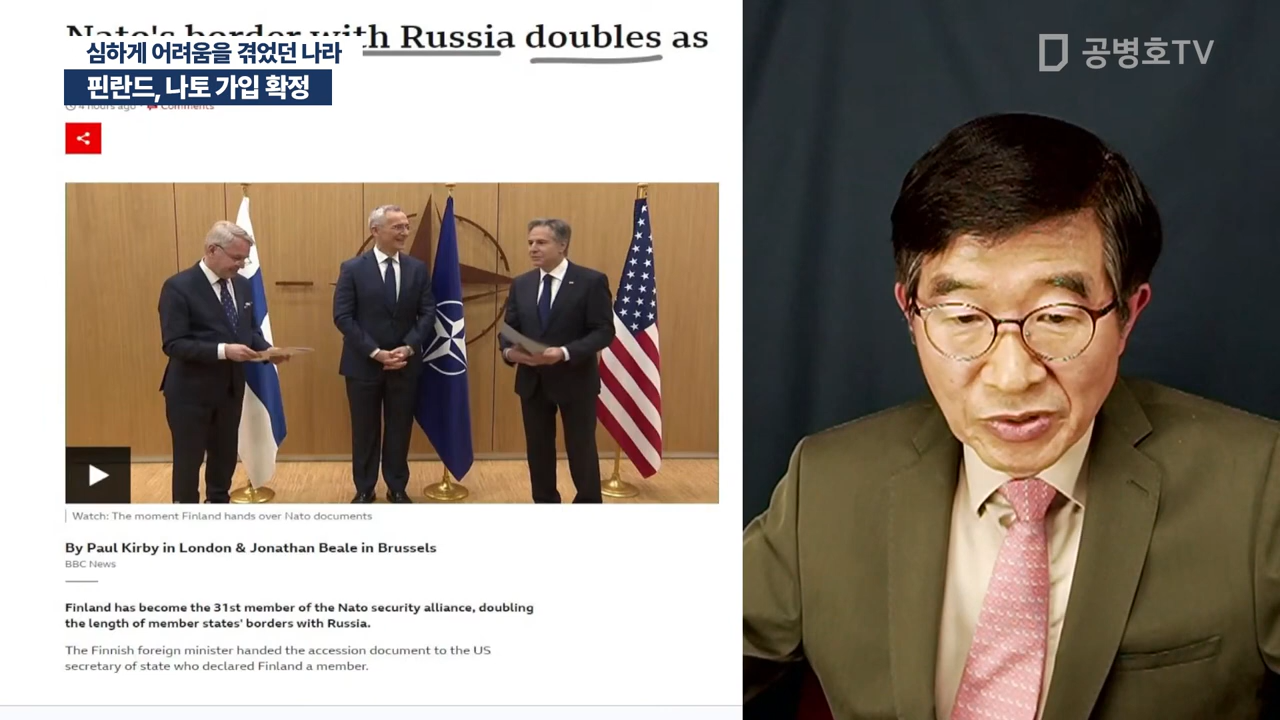 Nato's border with Russia doubles as
심하게 어려움을 겪었던 나라
핀란드, 나토 가입 확정
4 hours ago
Comments
공병호TV
Watch: The moment Finland hands over Nato documents
By Paul Kirby in London & Jonathan Beale in Brussels
BBC News
Finland has become the 31st member of the Nato security alliance, doubling
the length of member states' borders with Russia.
The Finnish foreign minister handed the accession document to the US
secretary of state who declared Finland a member.